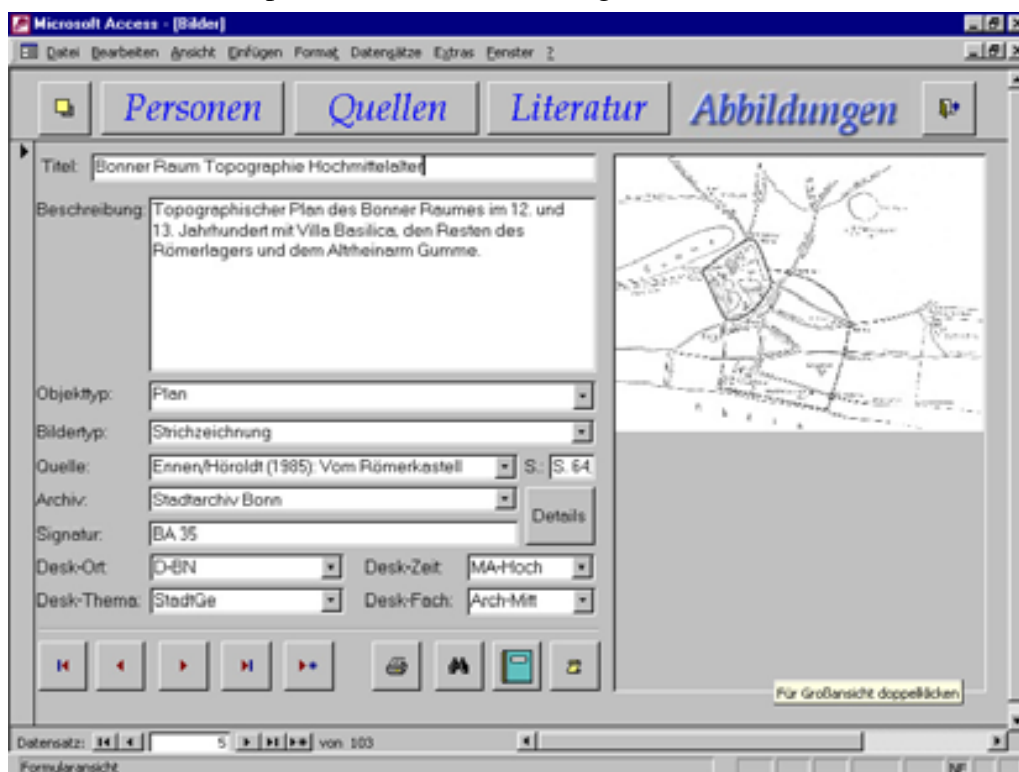 Microsoft Access - [Bilder]
Datei Bearbeiten Ansicht Einfügen Format Datensätze Extras Fenster ?
Personen Quellen Literatur Abbildungen
Titel: Bonner Raum Topographie Hochmittelalter
Beschreibung: Topographischer Plan des Bonner Raumes im 12. und
13. Jahrhundert mit Villa Basilica, den Resten des
Römerlagers und dem Altrheinarm Gumme.
Objekttyp: Plan
Bildertyp: Strichzeichnung
Quelle: Ennen/Höroldt (1985): Vom Römerkastell S.: S. 64,
Archiv: Stadtarchiv Bonn
Details
Signatur: BA 35
Desk-Ort: D-BN Desk-Zeit: MA-Hoch
Desk-Thema: StadtGe Desk-Fach: Arch-Mitt
Für Großansicht doppelklicken
Datensatz: 5 von 103
Formularansicht NF